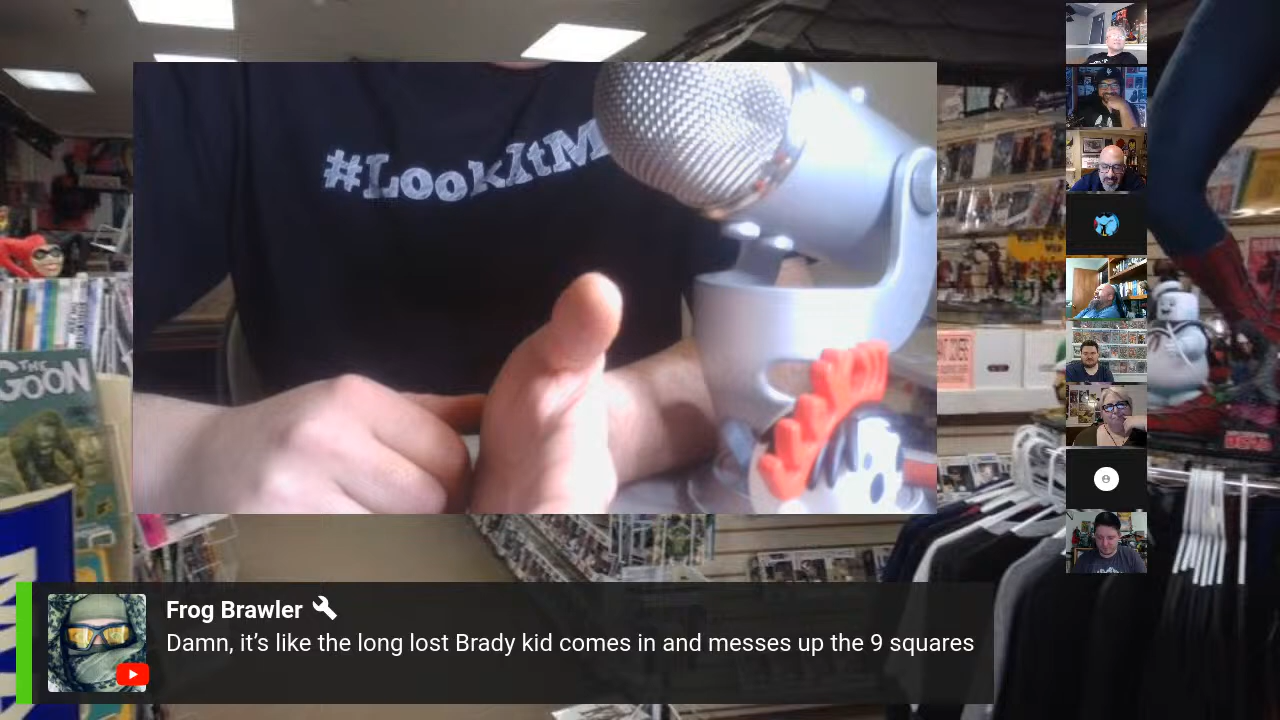 #LookItM
THE
GOON
Frog Brawler
Damn, it’s like the long lost Brady kid comes in and messes up the 9 squares